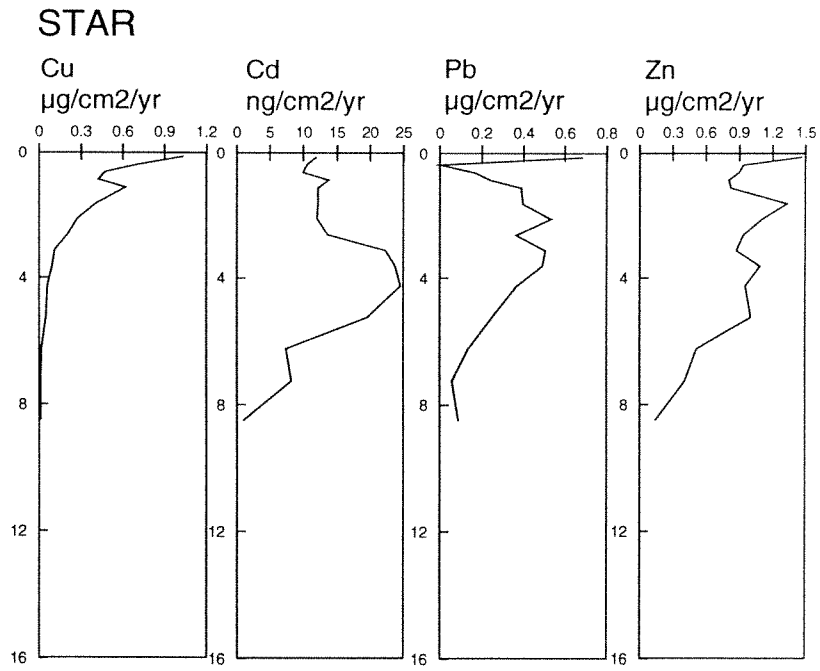 STAR
Cu Cd Pb Zn
µg/cm2/yr ng/cm2/yr µg/cm2/yr µg/cm2/yr
0 0.3 0.6 0.9 1.2 0 5 10 15 20 25 0 0.2 0.4 0.6 0.8 0 0.3 0.6 0.9 1.2 1.5
0 0 0 0
4 4 4 4
8 8 8 8
12 12 12 12
16 16 16 16